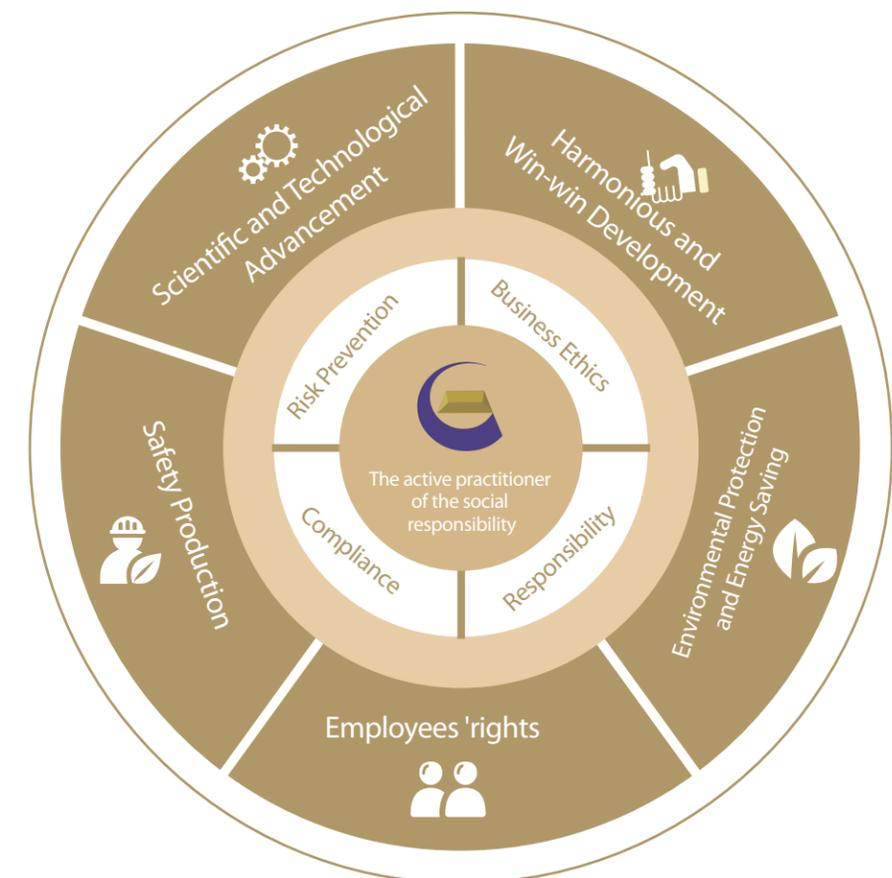 Scientific and Technological
Advancement
Harmonious and
Win-win Development
Risk Prevention
Business Ethics
Safety Production
The active practitioner
of the social
responsibility
Environmental Protection
and Energy Saving
Compliance
Responsibility
Employees 'rights